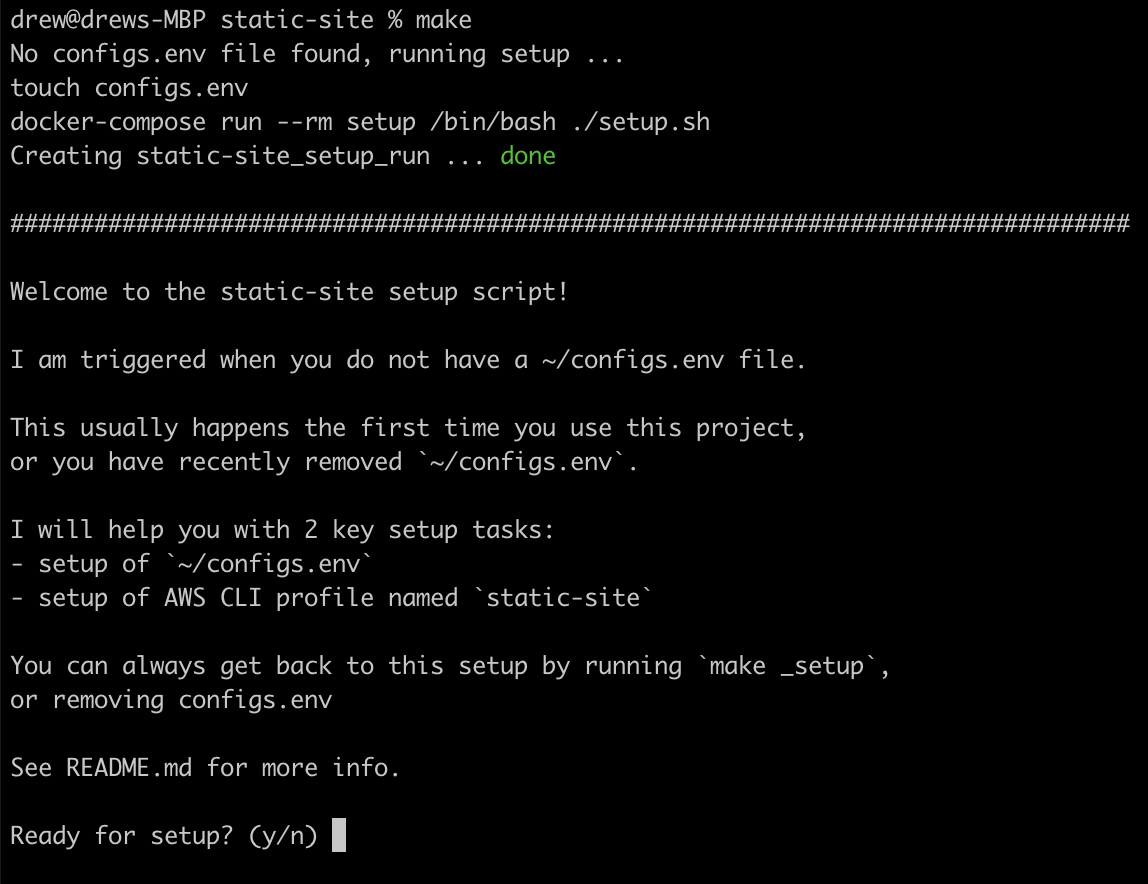 drew@drews-MBP static-site % make
No configs.env file found, running setup ...
touch configs.env
docker-compose run --rm setup /bin/bash ./setup.sh
Creating static-site_setup_run ... done
################################################################################
Welcome to the static-site setup script!
I am triggered when you do not have a ~/configs.env file.
This usually happens the first time you use this project,
or you have recently removed `~/configs.env`.
I will help you with 2 key setup tasks:
- setup of `~/configs.env`
- setup of AWS CLI profile named `static-site`
You can always get back to this setup by running `make _setup`,
or removing configs.env
See README.md for more info.
Ready for setup? (y/n)